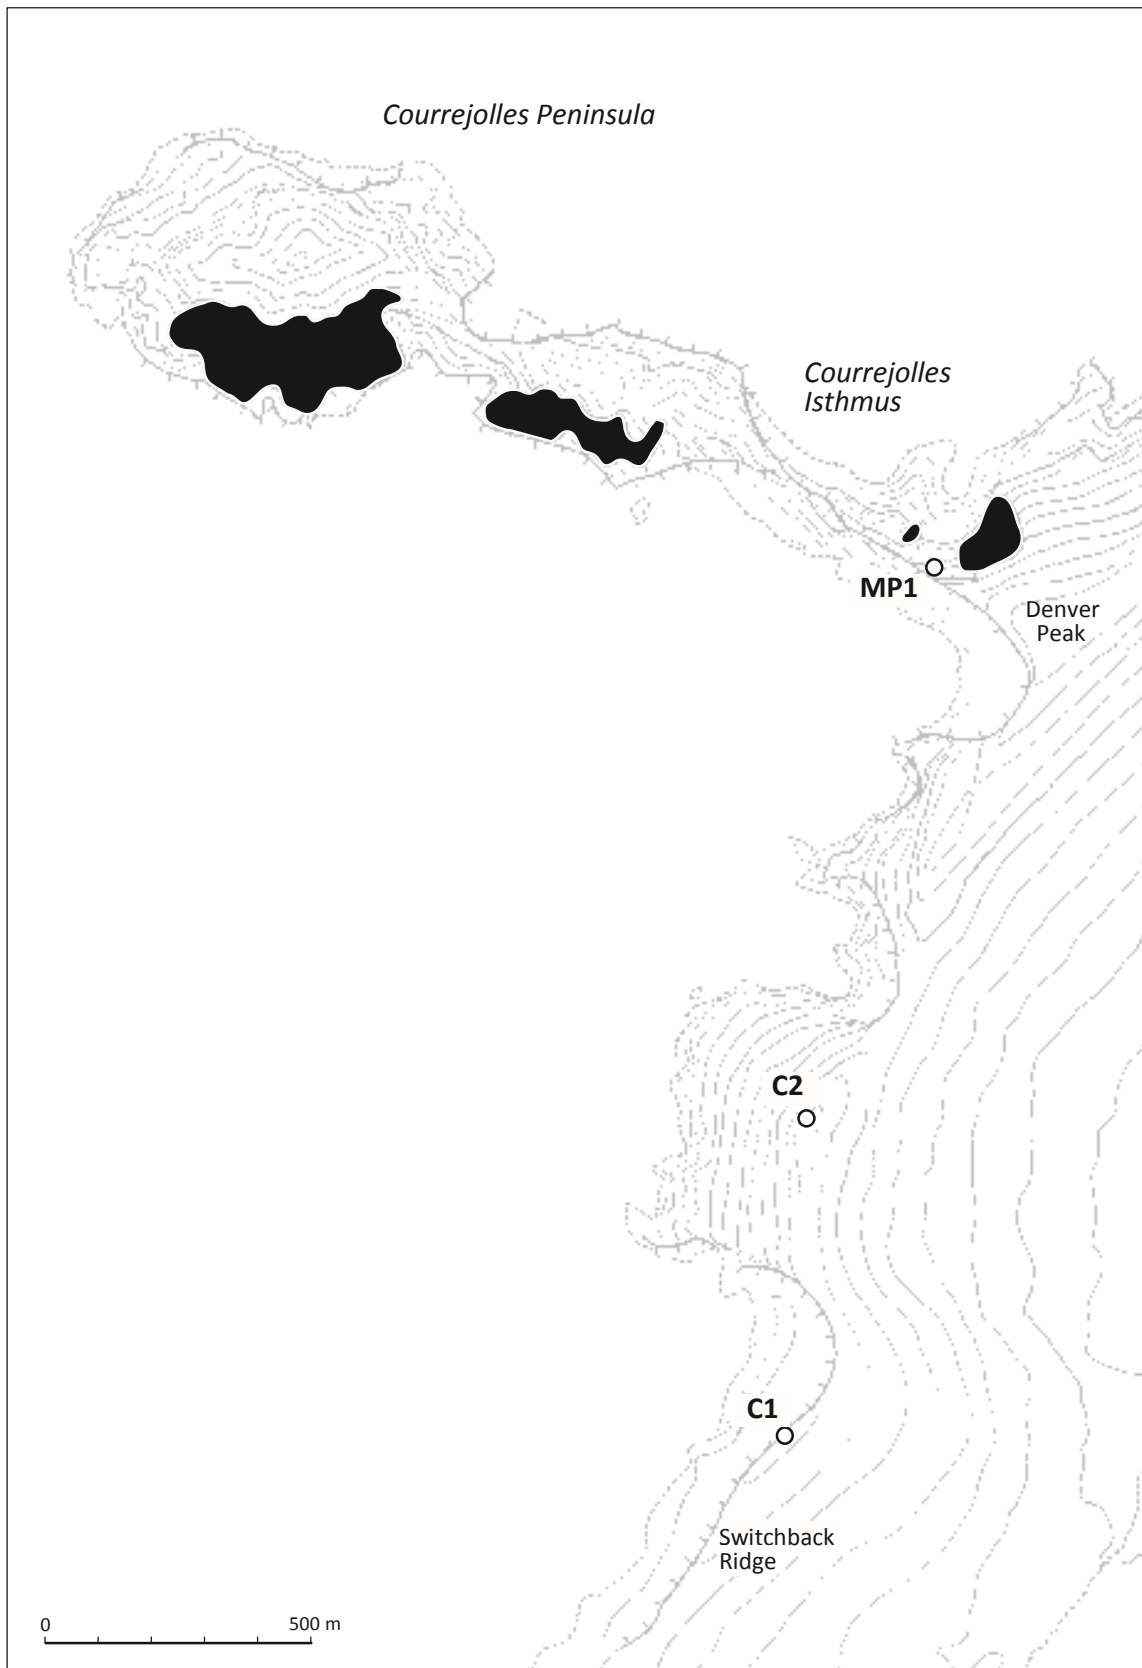 Courrejolles Peninsula
Courrejolles
Isthmus
MP1
Denver
Peak
C2
C1
Switchback
Ridge
0 500 m